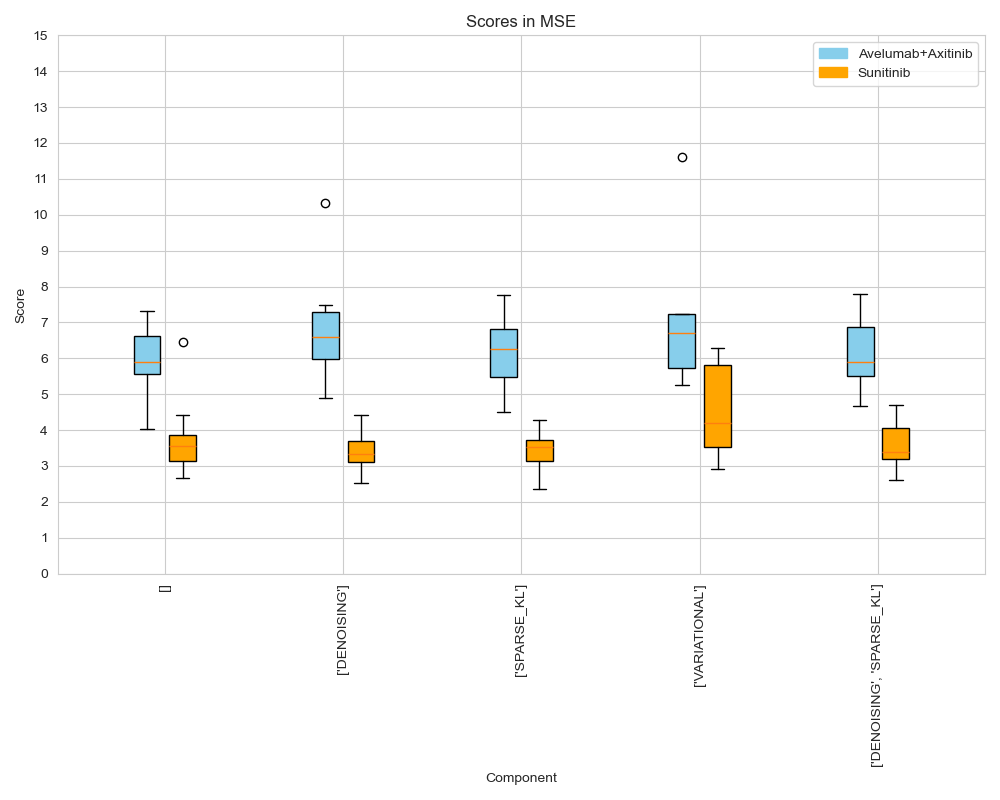 Scores in MSE
Avelumab+Axitinib
Sunitinib
15
14
13
12
11
10
9
8
7
6
5
4
3
2
1
0
Score
[]
['DENOISING']
['SPARSE_KL']
['VARIATIONAL']
['DENOISING', 'SPARSE_KL']
Component